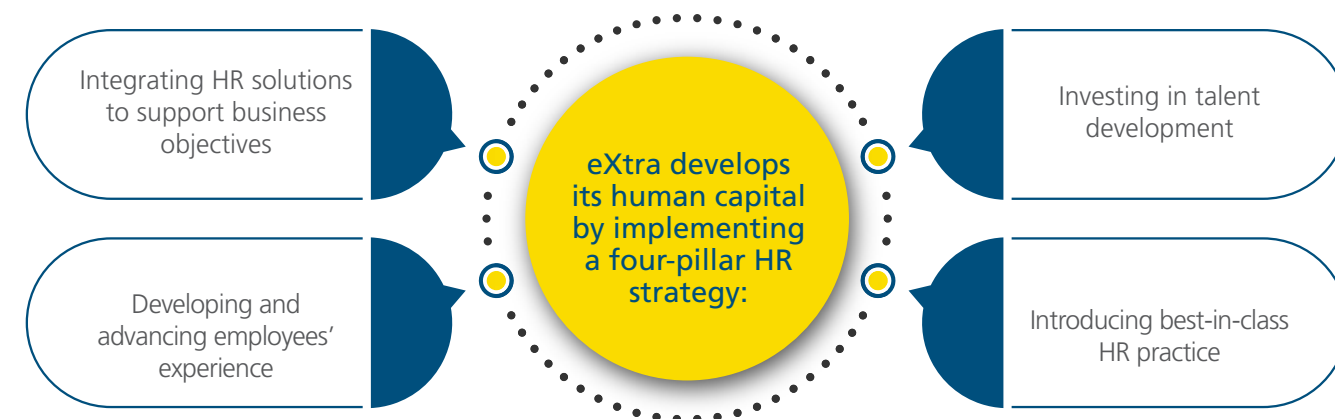 Integrating HR solutions
to support business
objectives
Investing in talent
development
eXtra develops
its human capital
by implementing
a four-pillar HR
strategy:
Developing and
advancing employees’
experience
Introducing best-in-class
HR practice